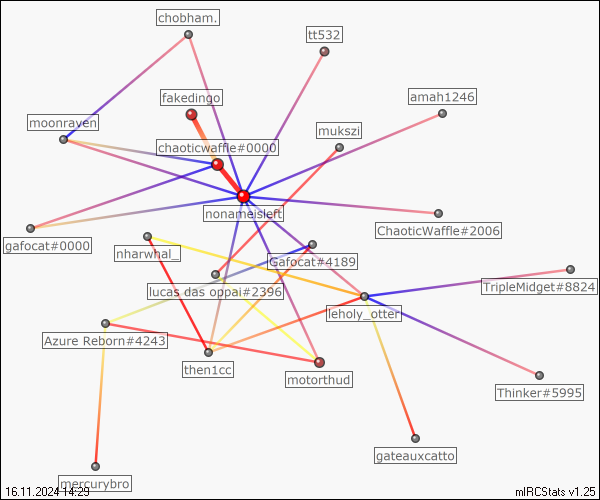 chobham.
tt532
fakedingo
amah1246
moonraven
mukszi
chaoticwaffle#0000
nonameisleft
ChaoticWaffle#2006
gafocat#0000
nharwhal_
Gafocat#4189
TripleMidget#8824
lucas das oppai#2396
leholy_otter
Azure Reborn#4243
then1cc
motorthud
Thinker#5995
gateauxcatto
mercurybro
16.11.2024 14:29
mIRCStats v1.25